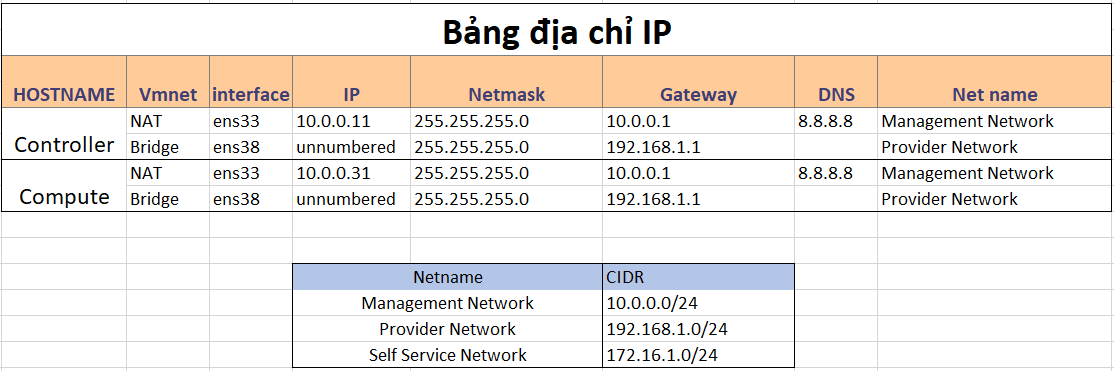 Bảng địa chỉ IP
HOSTNAME Vmnet interface IP Netmask Gateway DNS Net name
Controller NAT ens33 10.0.0.11 255.255.255.0 10.0.0.1 8.8.8.8 Management Network
Bridge ens38 unnumbered 255.255.255.0 192.168.1.1 Provider Network
Compute NAT ens33 10.0.0.31 255.255.255.0 10.0.0.1 8.8.8.8 Management Network
Bridge ens38 unnumbered 255.255.255.0 192.168.1.1 Provider Network
Netname CIDR
Management Network 10.0.0.0/24
Provider Network 192.168.1.0/24
Self Service Network 172.16.1.0/24